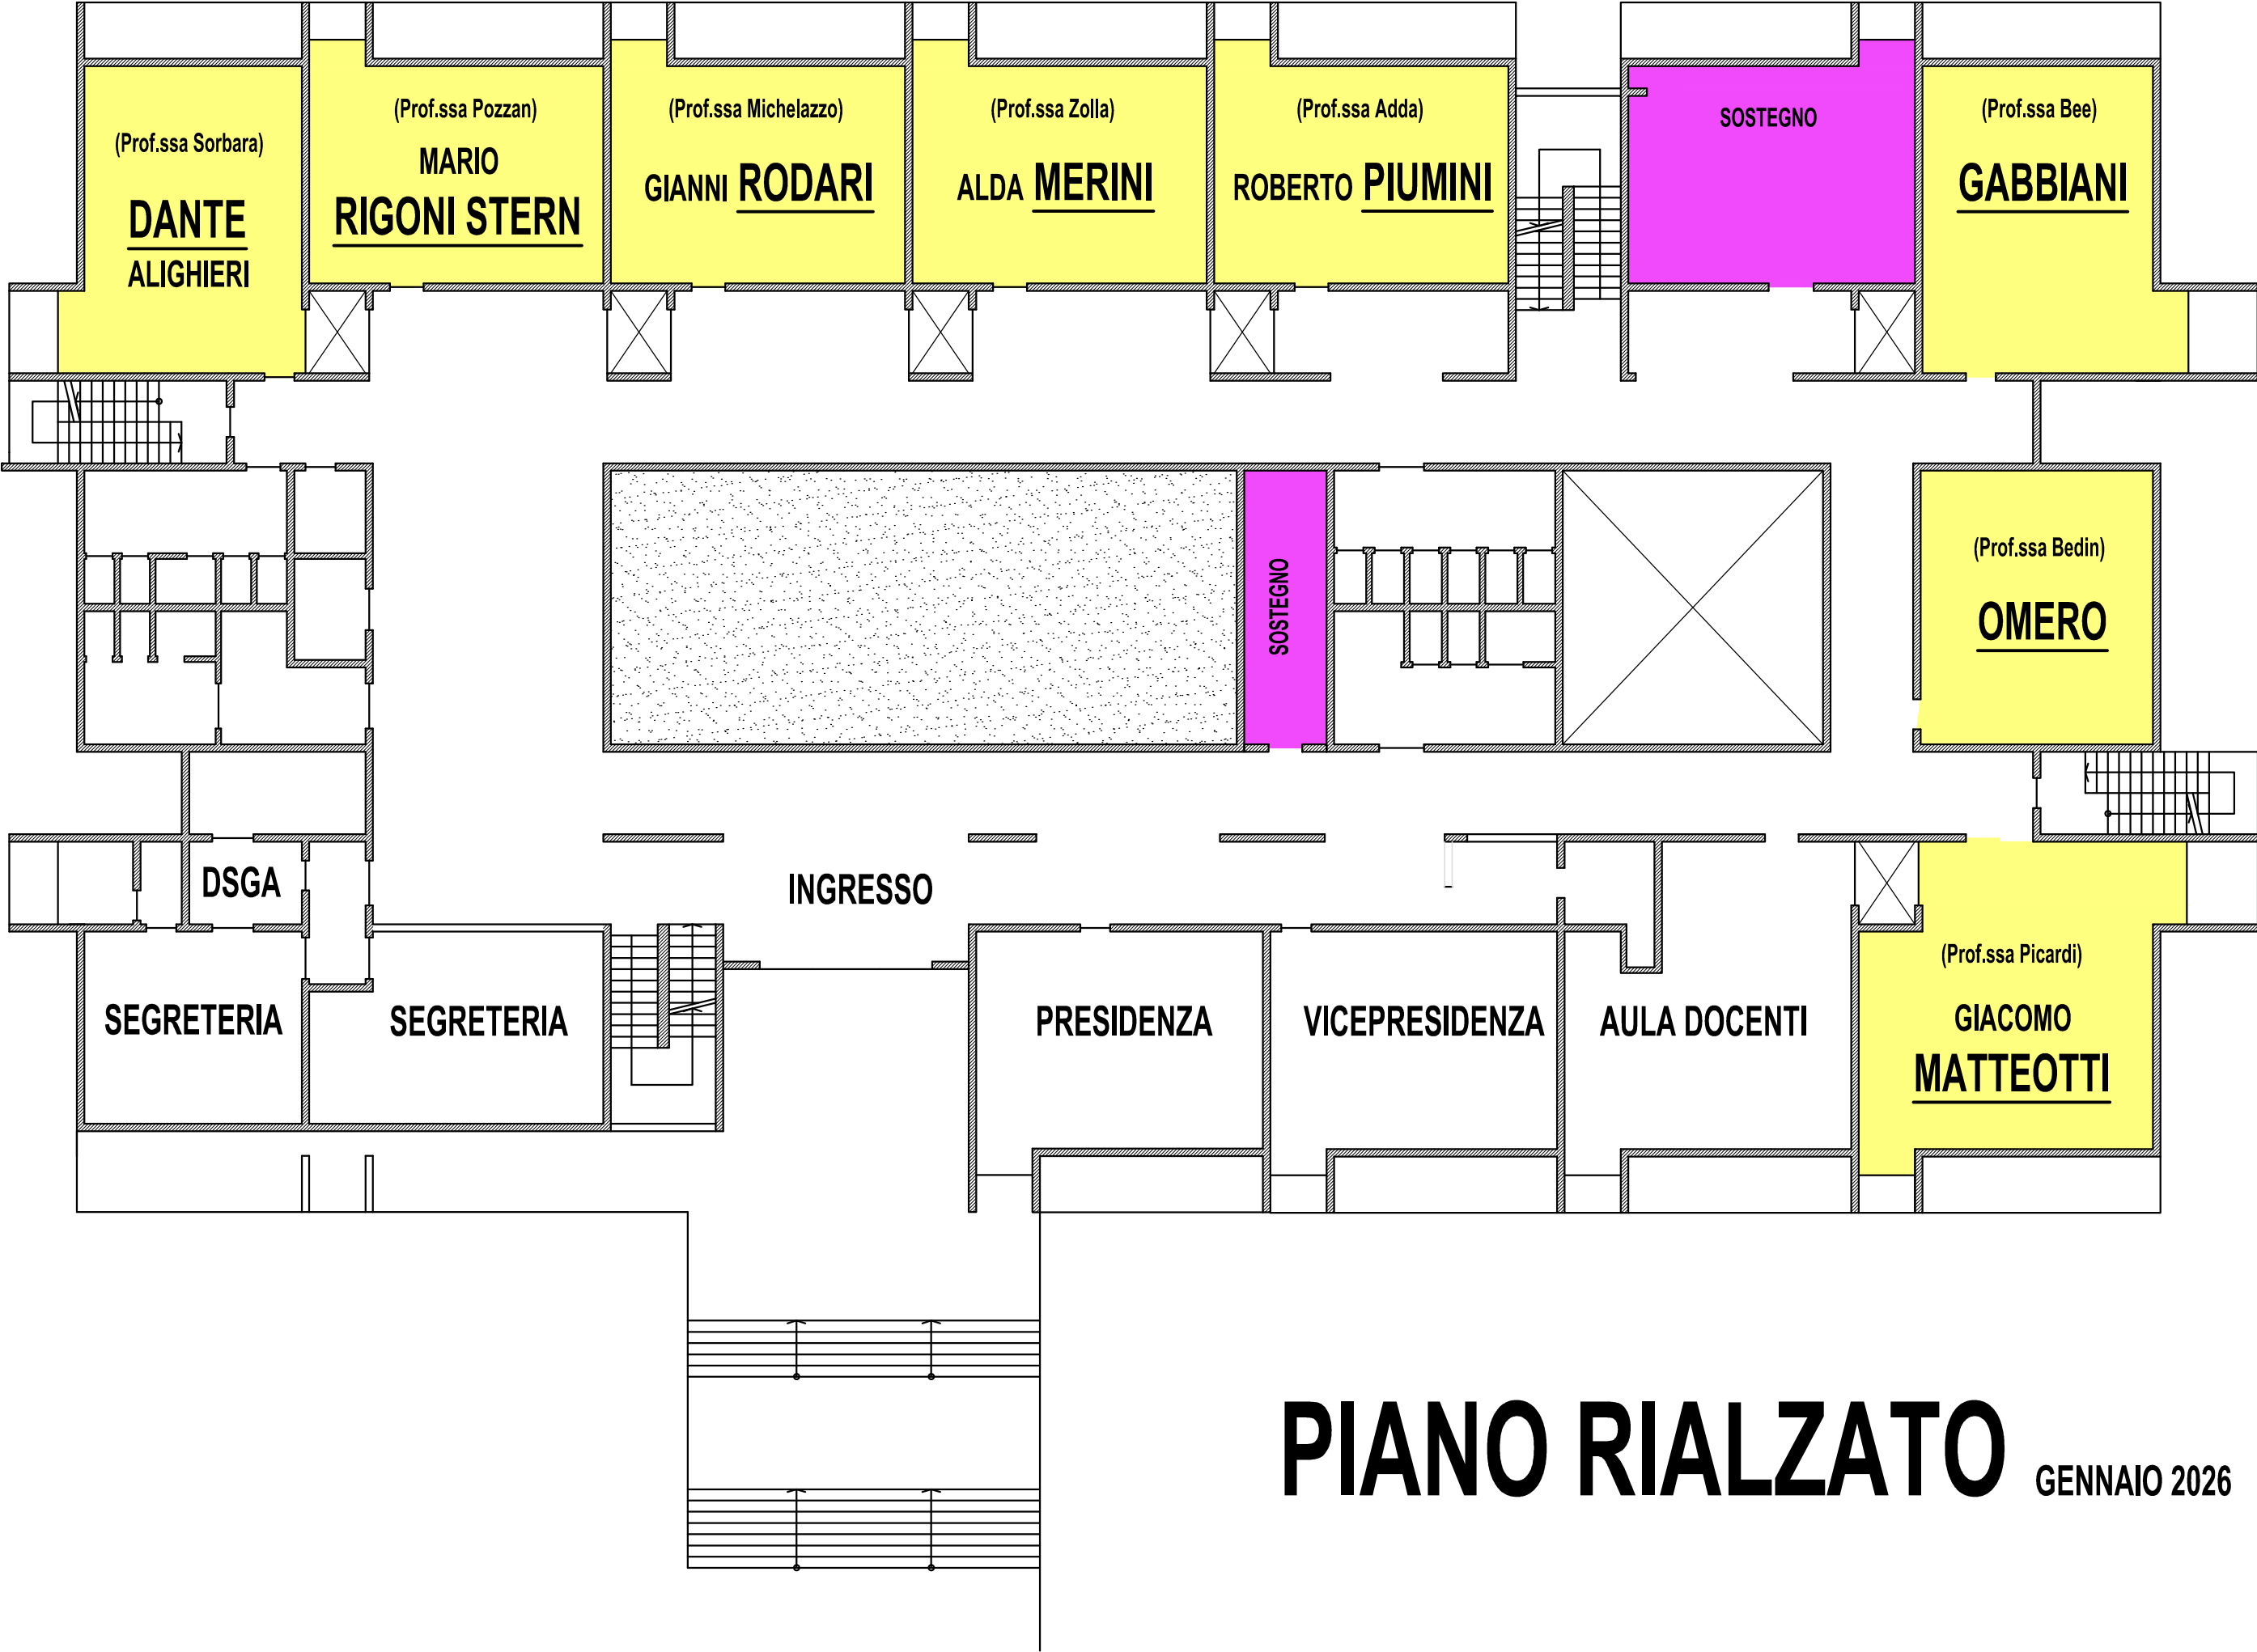 (Prof.ssa Sorbara)
DANTE
ALIGHIERI
(Prof.ssa Pozzan)
MARIO
RIGONI STERN
(Prof.ssa Michelazzo)
GIANNI RODARI
(Prof.ssa Zolla)
ALDA MERINI
(Prof.ssa Adda)
ROBERTO PIUMINI
SOSTEGNO
(Prof.ssa Bee)
GABBIANI
SOSTEGNO
(Prof.ssa Bedin)
OMERO
DSGA
INGRESSO
SEGRETERIA
SEGRETERIA
PRESIDENZA
VICEPRESIDENZA
AULA DOCENTI
(Prof.ssa Picardi)
GIACOMO
MATTEOTTI
PIANO RIALZATO GENNAIO 2026